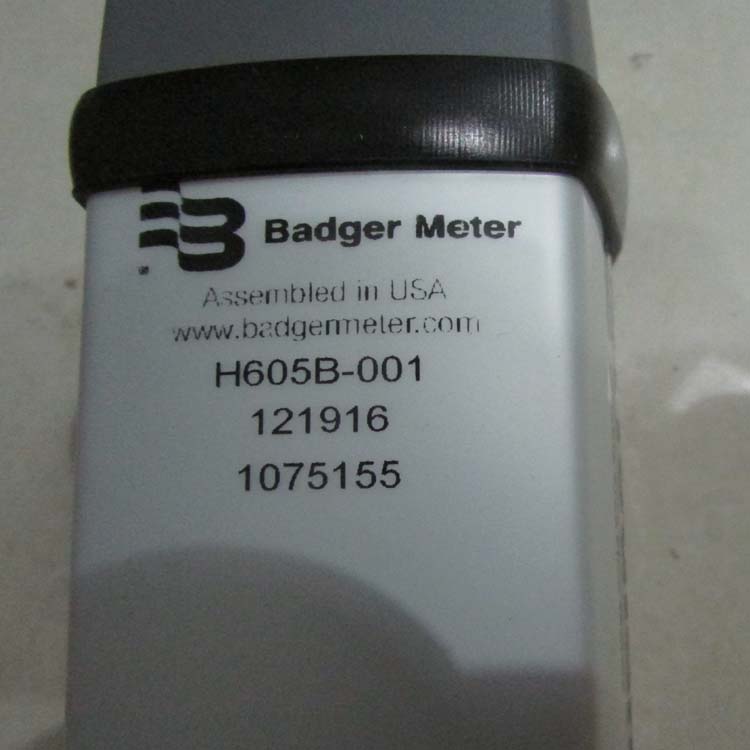 Badger Meter
Assembled in USA
www.badgermeter.com
H605B-001
121916
1075155